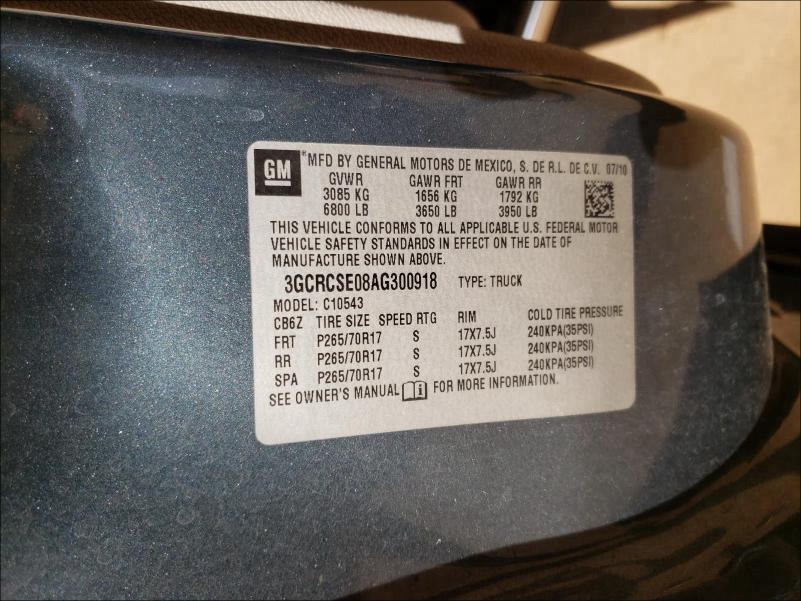 GM MFD BY GENERAL MOTORS DE MEXICO, S. DE R.L. DE C.V. 07/10
GVWR GAWR FRT GAWR RR
3085 KG 1656 KG 1792 KG
6800 LB 3650 LB 3950 LB
THIS VEHICLE CONFORMS TO ALL APPLICABLE U.S. FEDERAL MOTOR
VEHICLE SAFETY STANDARDS IN EFFECT ON THE DATE OF
MANUFACTURE SHOWN ABOVE.
3GCRCSE08AG300918 TYPE: TRUCK
MODEL: C10543
CB6Z TIRE SIZE SPEED RTG RIM COLD TIRE PRESSURE
FRT P265/70R17 S 17X7.5J 240KPA(35PSI)
RR P265/70R17 S 17X7.5J 240KPA(35PSI)
SPA P265/70R17 S 17X7.5J 240KPA(35PSI)
SEE OWNER'S MANUAL FOR MORE INFORMATION.